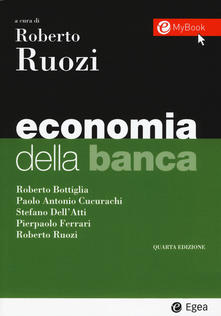 a cura di
Roberto
Ruozi
e
MyBook
economia
della banca
Roberto Bottiglia
Paolo Antonio Cucurachi
Stefano Dell'Atti
Pierpaolo Ferrari
Roberto Ruozi
QUARTA EDIZIONE
e Egea